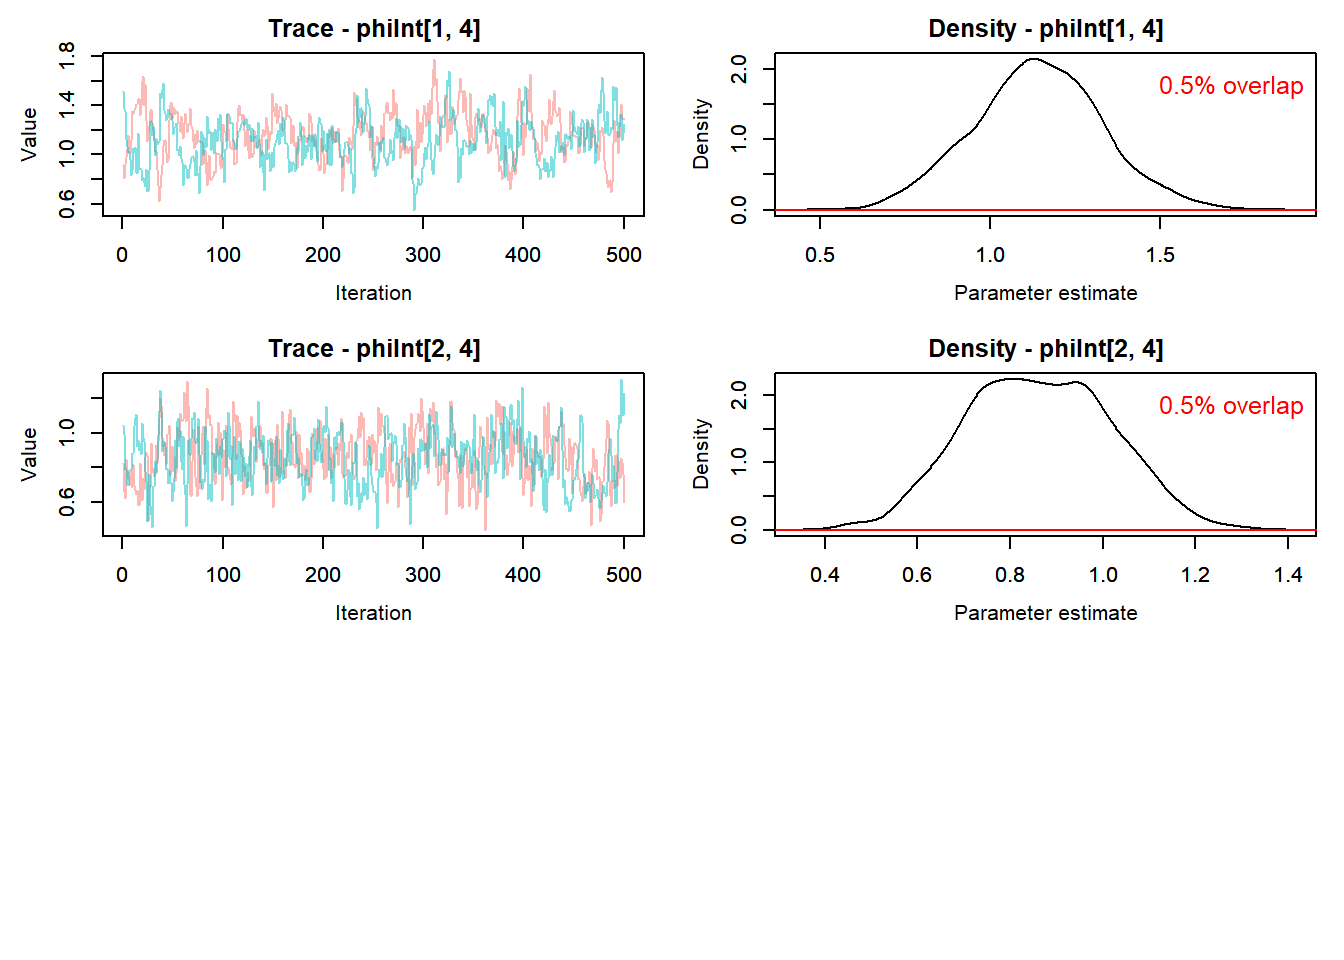 Trace - phiInt[1, 4]
Value
0.6
1.0
1.4
1.8
0
100
200
300
400
500
Iteration
Density - phiInt[1, 4]
0.5% overlap
Density
0.0
1.0
2.0
0.5
1.0
1.5
Parameter estimate
Trace - phiInt[2, 4]
Value
0.6
1.0
0
100
200
300
400
500
Iteration
Density - phiInt[2, 4]
0.5% overlap
Density
0.0
1.0
2.0
0.4
0.6
0.8
1.0
1.2
1.4
Parameter estimate